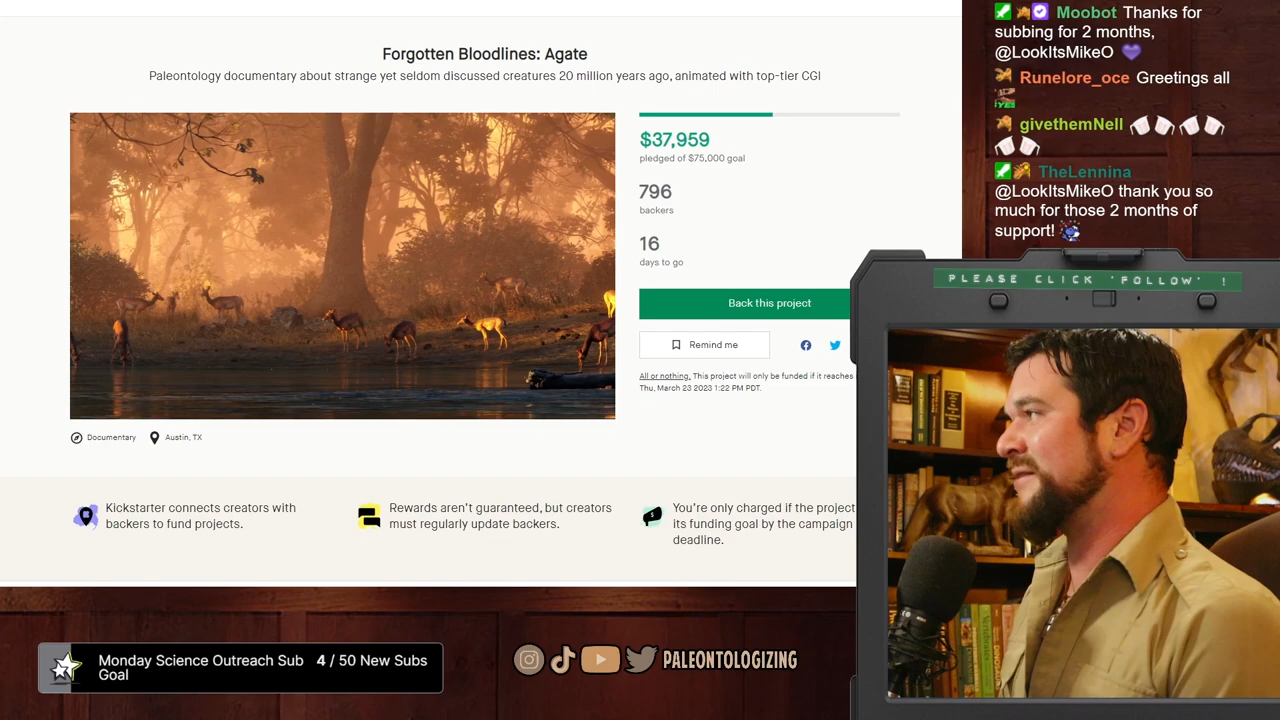 Forgotten Bloodlines: Agate
Paleontology documentary about strange yet seldom discussed creatures 20 million years ago, animated with top-tier CGI
$37,959
pledged of $75,000 goal
796
backers
16
days to go
Back this project
Remind me
All or nothing. This project will only be funded if it reaches
Thu, March 23 2023 1:22 PM PDT.
Documentary
Austin, TX
Kickstarter connects creators with
backers to fund projects.
Rewards aren't guaranteed, but creators
must regularly update backers.
You're only charged if the project
its funding goal by the campaign
deadline.
Moobot Thanks for
subbing for 2 months,
@LookItsMikeO
Runelore_oce Greetings all
givethemNell
TheLennina
@LookItsMikeO thank you so
much for those 2 months of
support!
PLEASE CLICK 'FOLLOW' !
Monday Science Outreach Sub
Goal
4 / 50 New Subs
PALEONTOLOGIZING